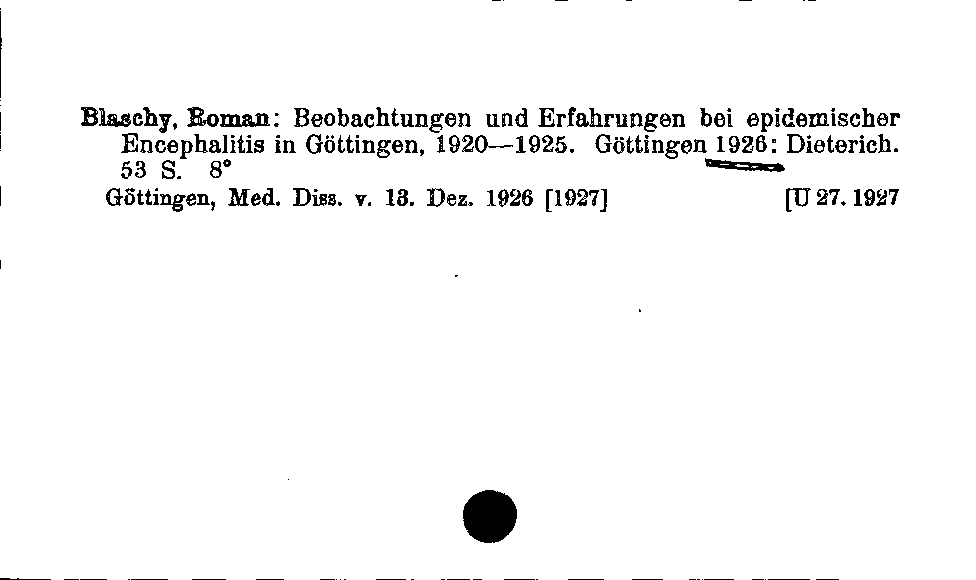 Blaschy, Roman: Beobachtungen und Erfahrungen bei epidemischer
Encephalitis in Göttingen, 1920—1925. Göttingen 1926: Dieterich.
53 S. 8°
Göttingen, Med. Diss. v. 13. Dez. 1926 [1927] [U 27. 1927